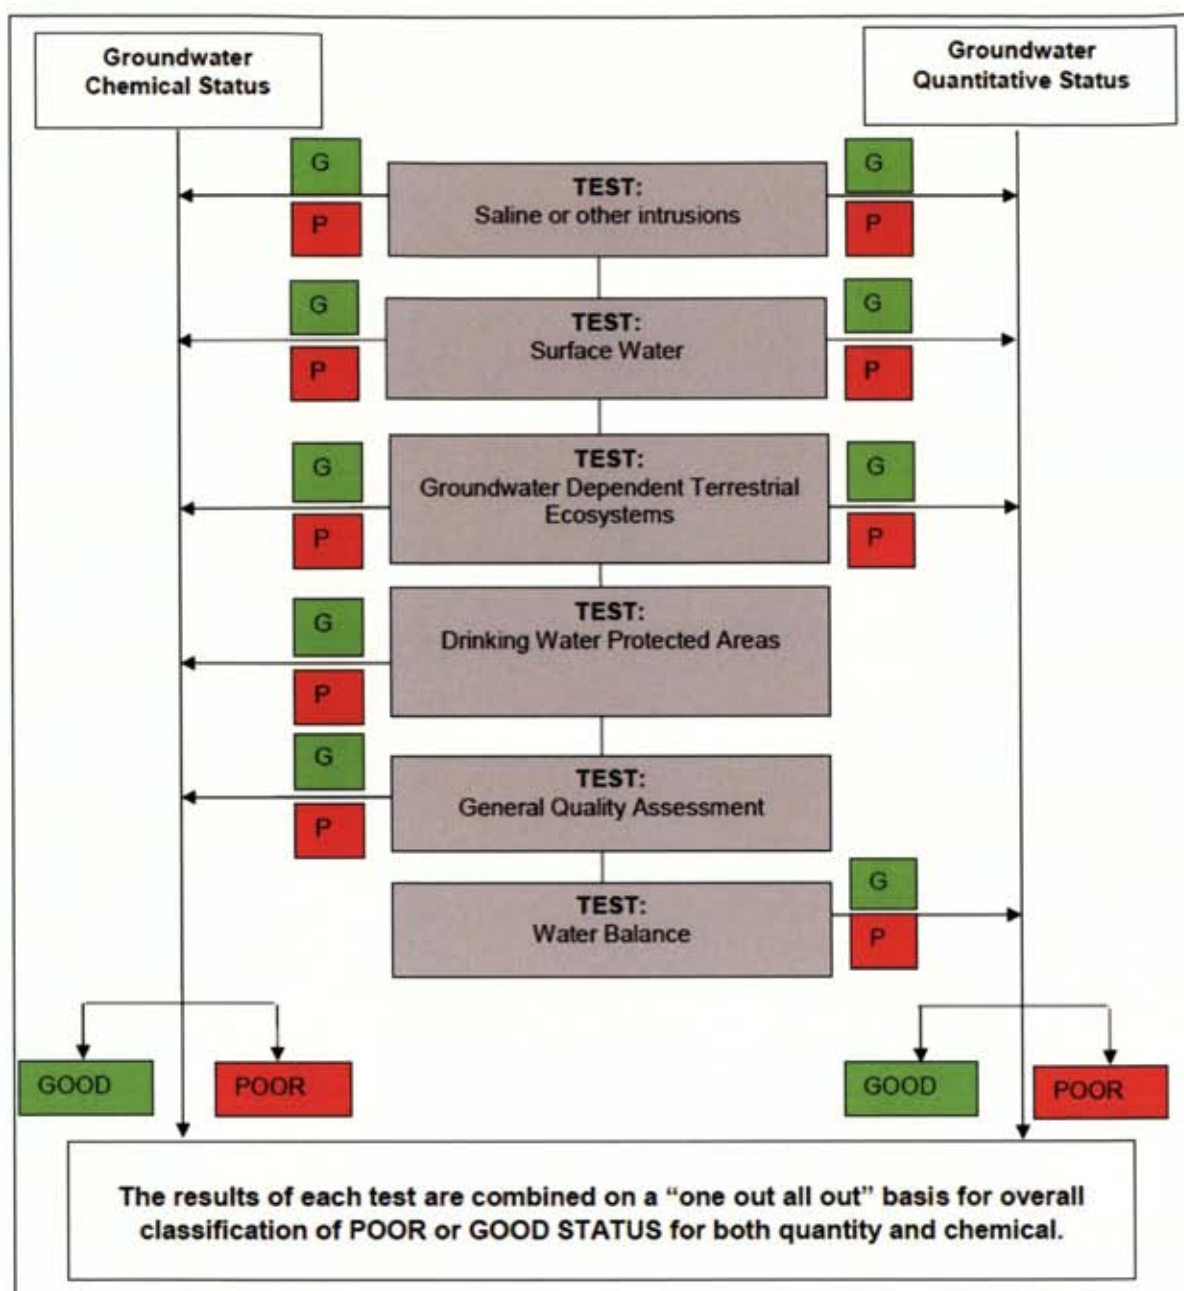 Groundwater
Chemical Status
Groundwater
Quantitative Status
G
P
TEST:
Saline or other intrusions
G
P
G
P
TEST:
Surface Water
G
P
G
P
TEST:
Groundwater Dependent Terrestrial
Ecosystems
G
P
G
P
TEST:
Drinking Water Protected Areas
G
P
TEST:
General Quality Assessment
TEST:
Water Balance
G
P
GOOD
POOR
GOOD
POOR
The results of each test are combined on a “one out all out” basis for overall
classification of POOR or GOOD STATUS for both quantity and chemical.